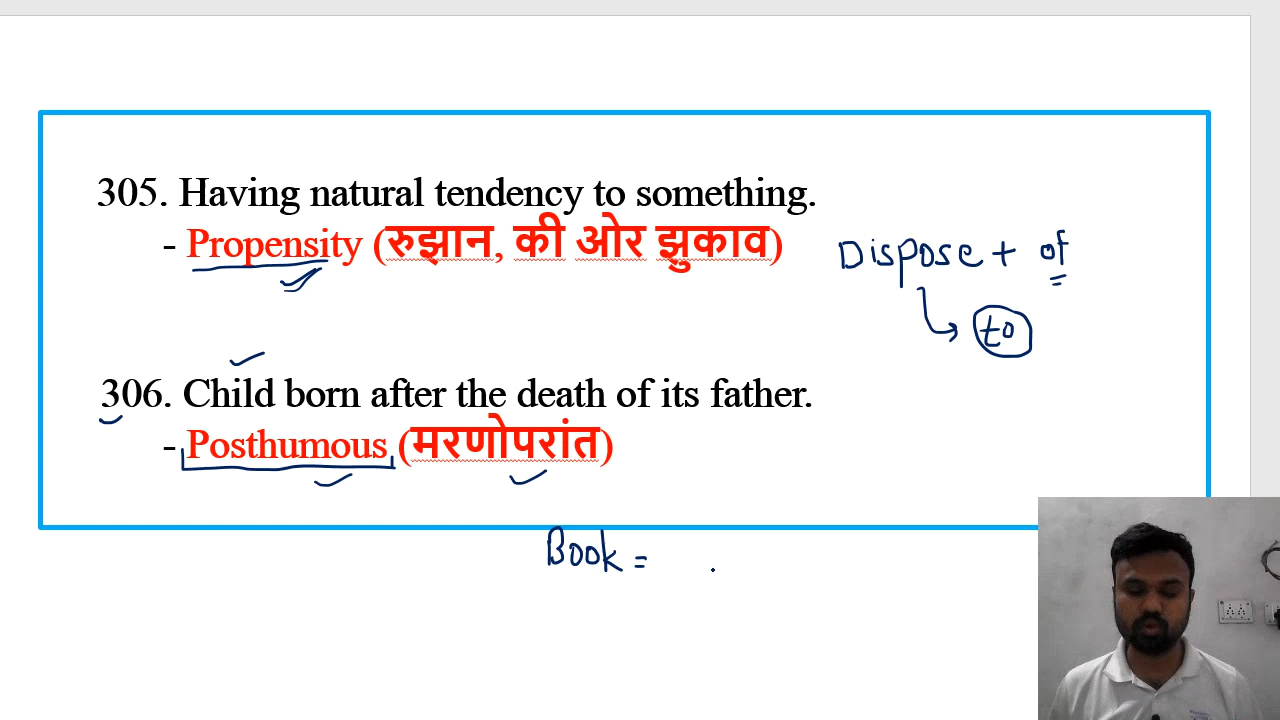 305. Having natural tendency to something.
- Propensity (रुझान, की ओर झुकाव)
Dispose + of
to
306. Child born after the death of its father.
- Posthumous (मरणोपरांत)
Book =